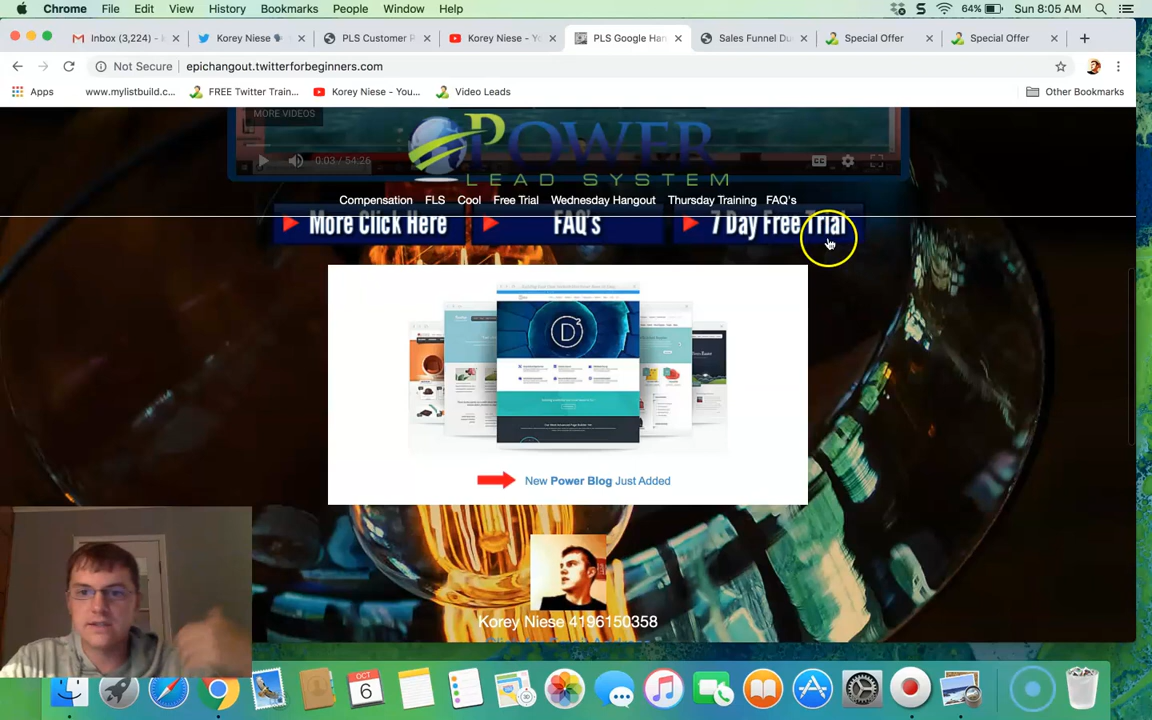 Chrome File Edit View History Bookmarks People Window Help 64% Sun 8:05 AM
Inbox (3,224) Korey Niese PLS Customer Korey Niese - Yo PLS Google Han Sales Funnel Du Special Offer Special Offer
Not Secure epichangout.twitterforbeginners.com
Apps www.mylistbuild.c... FREE Twitter Train... Korey Niese - You... Video Leads Other Bookmarks
MORE VIDEOS
POWER
0:03 / 54:26 CC
LEAD SYSTEM
Compensation FLS Cool Free Trial Wednesday Hangout Thursday Training FAQ's
More Click Here FAQ's 7 Day Free Trial
D2
New Power Blog Just Added
Korey Niese 4196150358
OCT
6